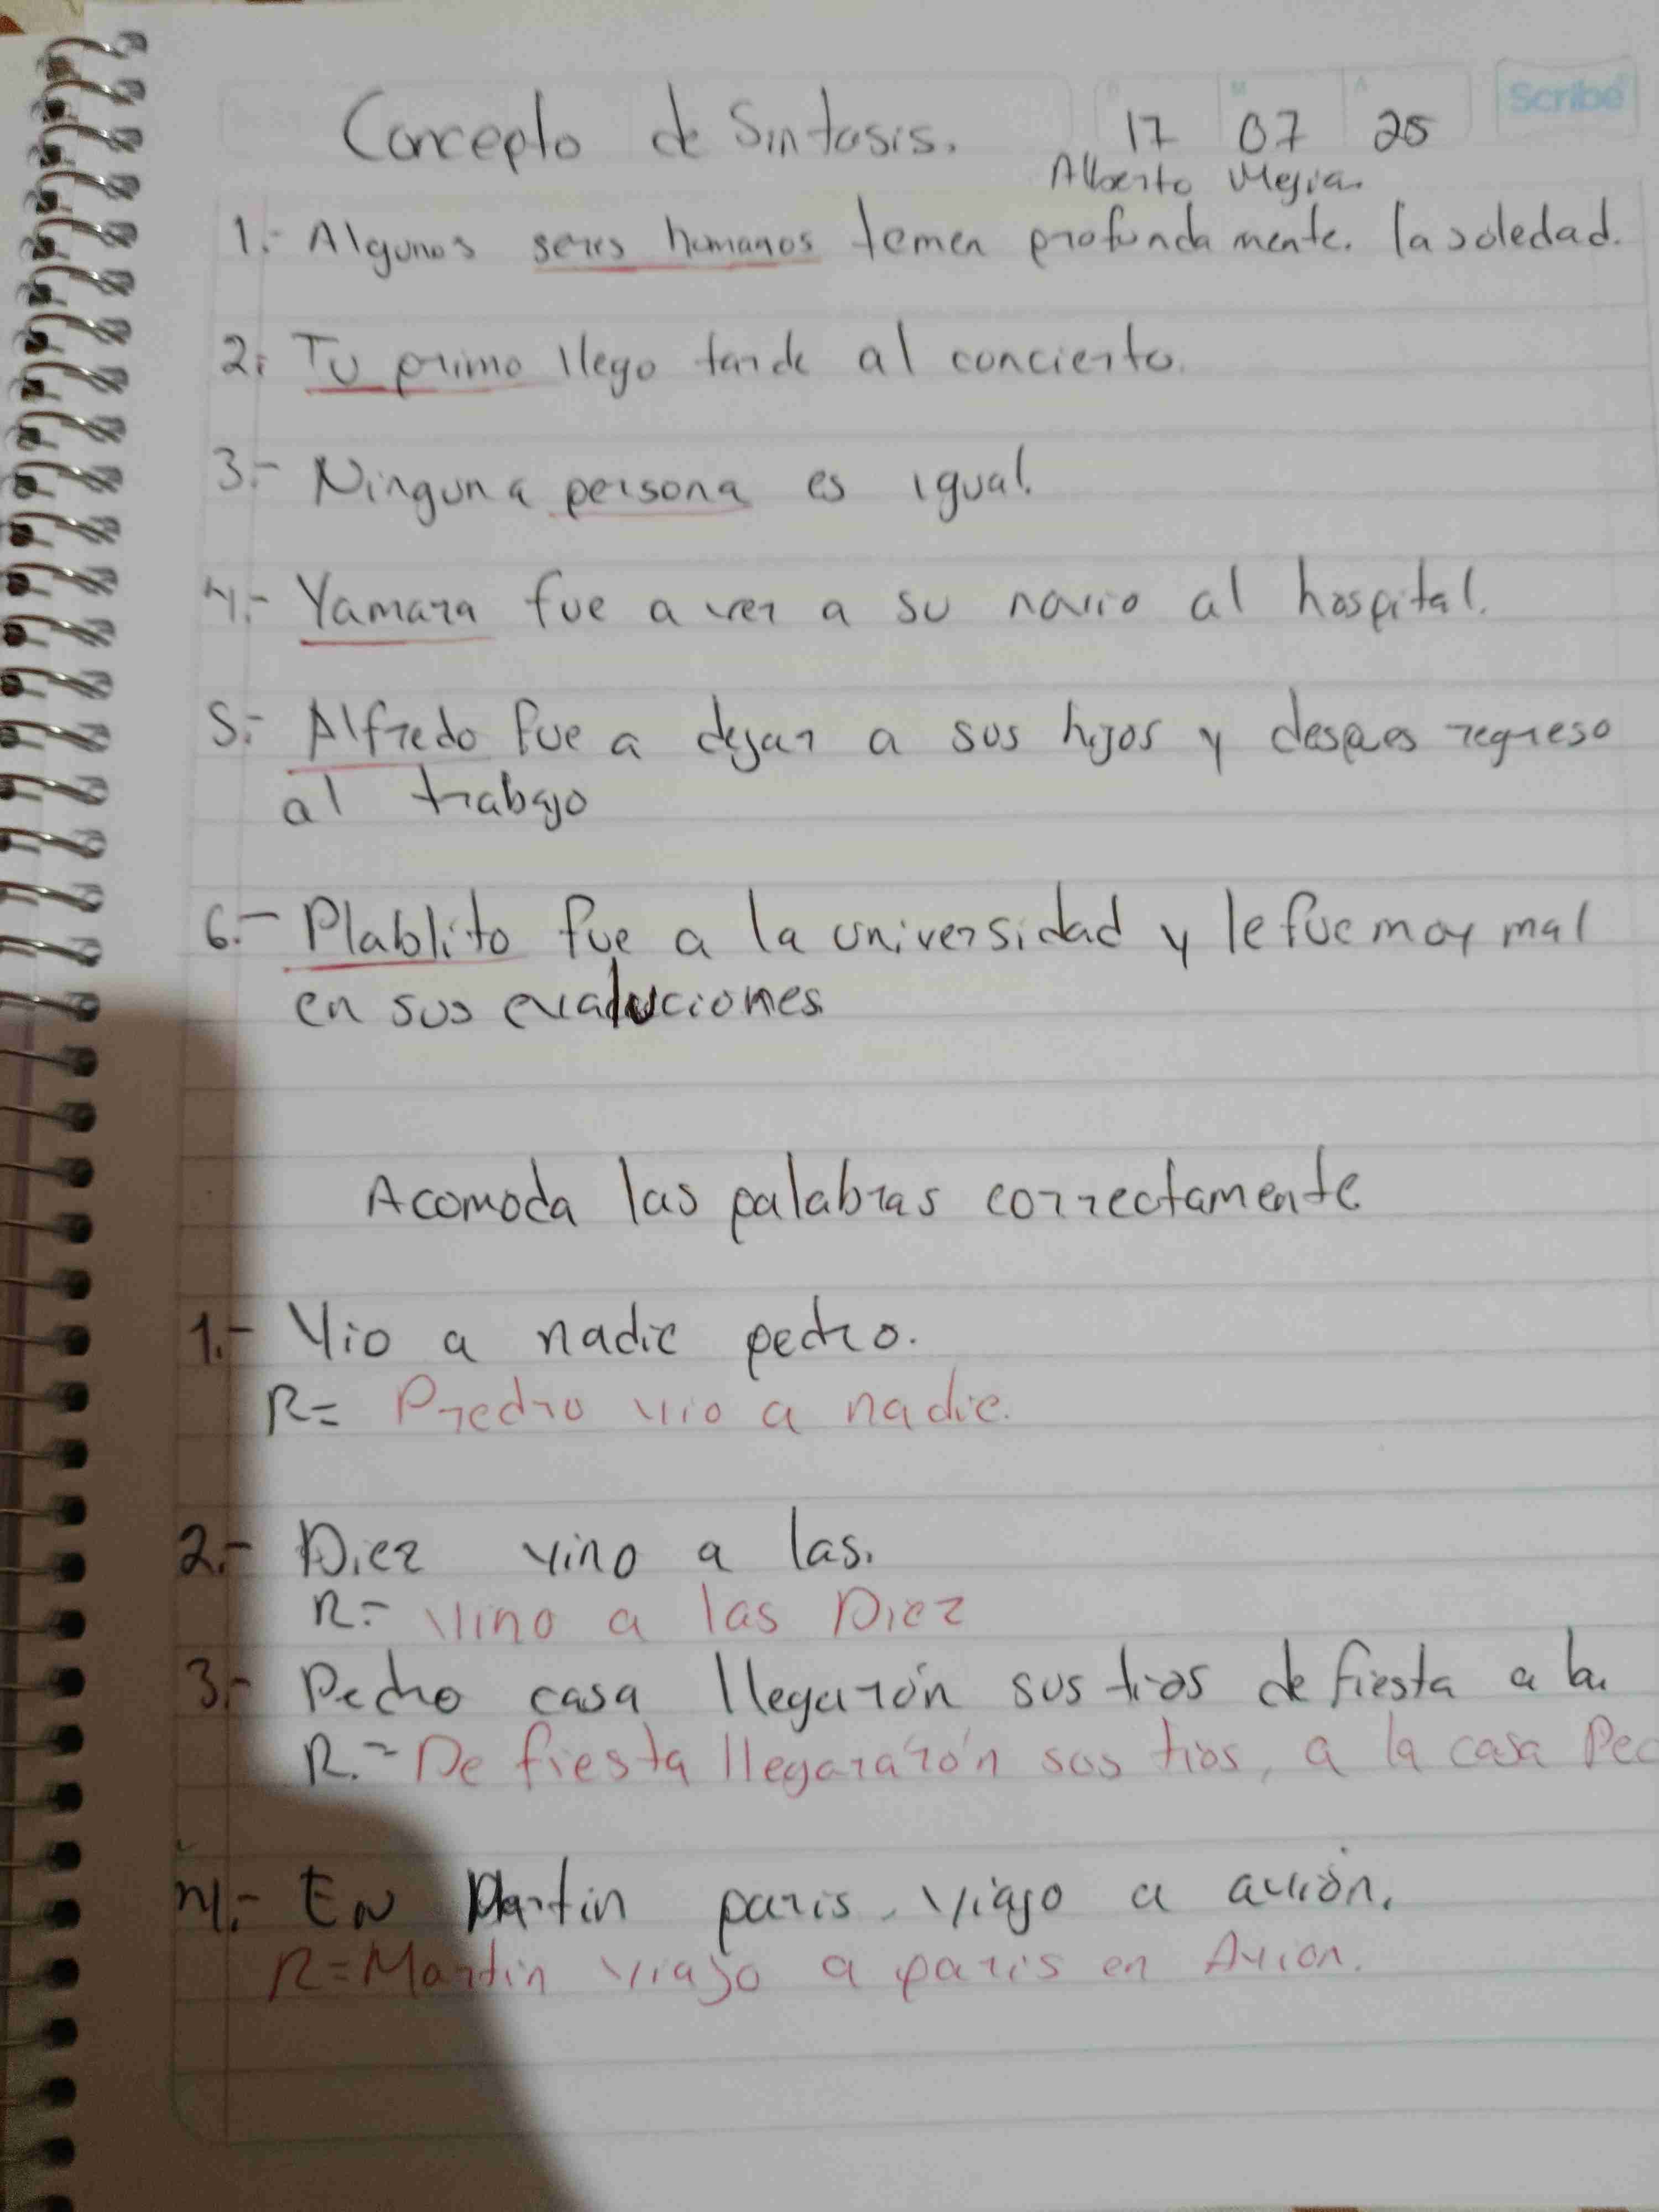 Scribe
Concepto de Sintasis. 17 07 25
Alberto Mejia.
1.- Algunos seres humanos temen profundamente. la soledad.
2: Tu primo llego tarde al concierto.
3.- Ninguna persona es igual.
4.- Yamara fue a ver a su novio al hospital.
5.- Alfredo fue a dejar a sus hijos y despues regreso
al trabajo
6.- Plablito fue a la universidad y le fue muy mal
en sus evaluciones
Acomoda las palabras correctamente
1.- Vio a nadie pedro.
R= Predro vio a nadie.
2.- Diez vino a las.
R= Vino a las Diez
3.- Pedro casa llegarón sus tios de fiesta a la
R.= De fiesta llegararón sus tios, a la casa Ped
4.- En Martin paris. viajo a avión.
R= Martin viajo a paris en Avion.